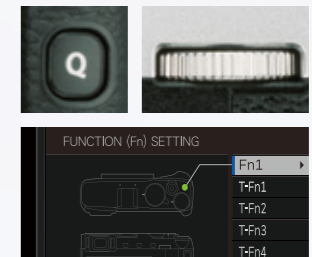 Q
FUNCTION (Fn) SETTING
Fn1
T-Fn1
T-Fn2
T-Fn3
T-Fn4